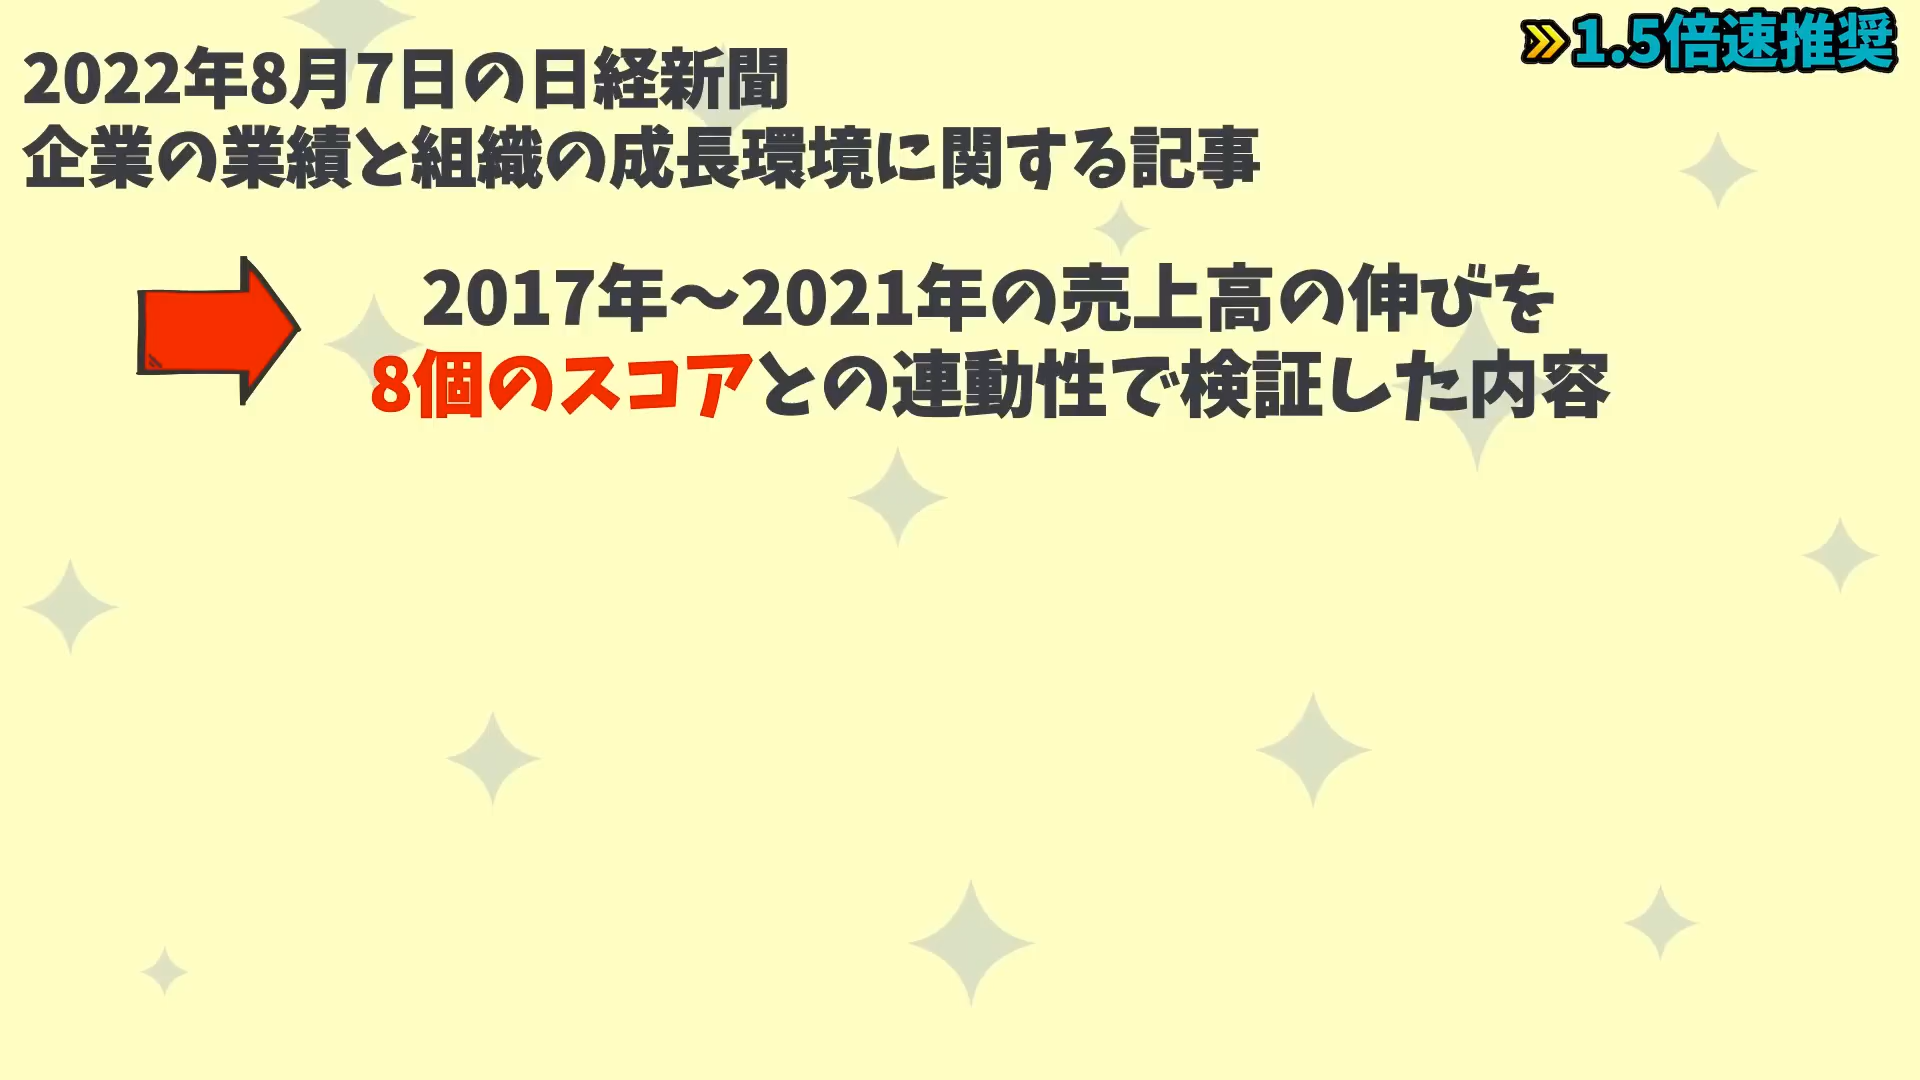 1.5倍速推奨
2022年8月7日の日経新聞
企業の業績と組織の成長環境に関する記事
2017年～2021年の売上高の伸びを
8個のスコアとの連動性で検証した内容